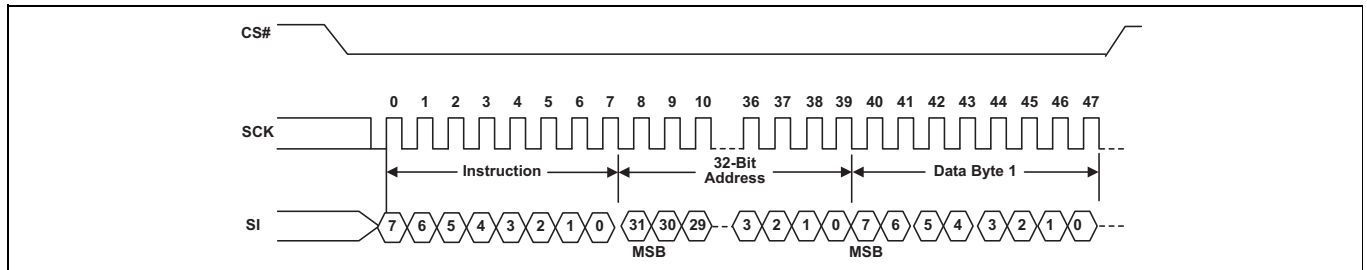 CS#
0 1 2 3 4 5 6 7 8 9 10 36 37 38 39 40 41 42 43 44 45 46 47
SCK
Instruction
32-Bit
Address
Data Byte 1
SI
7 6 5 4 3 2 1 0 31 30 29 3 2 1 0 7 6 5 4 3 2 1 0
MSB MSB